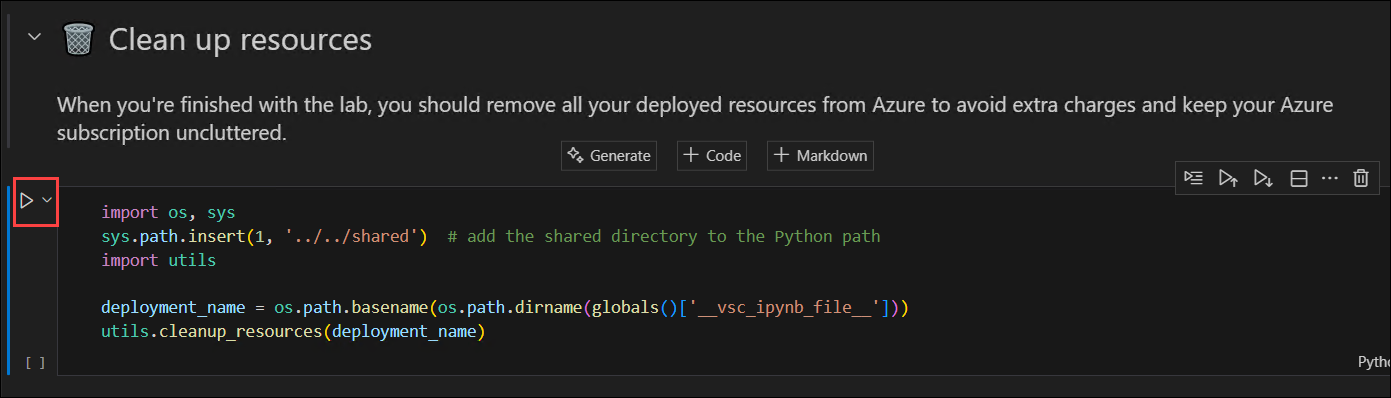 Clean up resources
When you're finished with the lab, you should remove all your deployed resources from Azure to avoid extra charges and keep your Azure
subscription uncluttered.
Generate + Code + Markdown
import os, sys
sys.path.insert(1, '../../shared')  # add the shared directory to the Python path
import utils
deployment_name = os.path.basename(os.path.dirname(globals()['__vsc_ipynb_file__']))
utils.cleanup_resources(deployment_name)
[ ]
Pytho